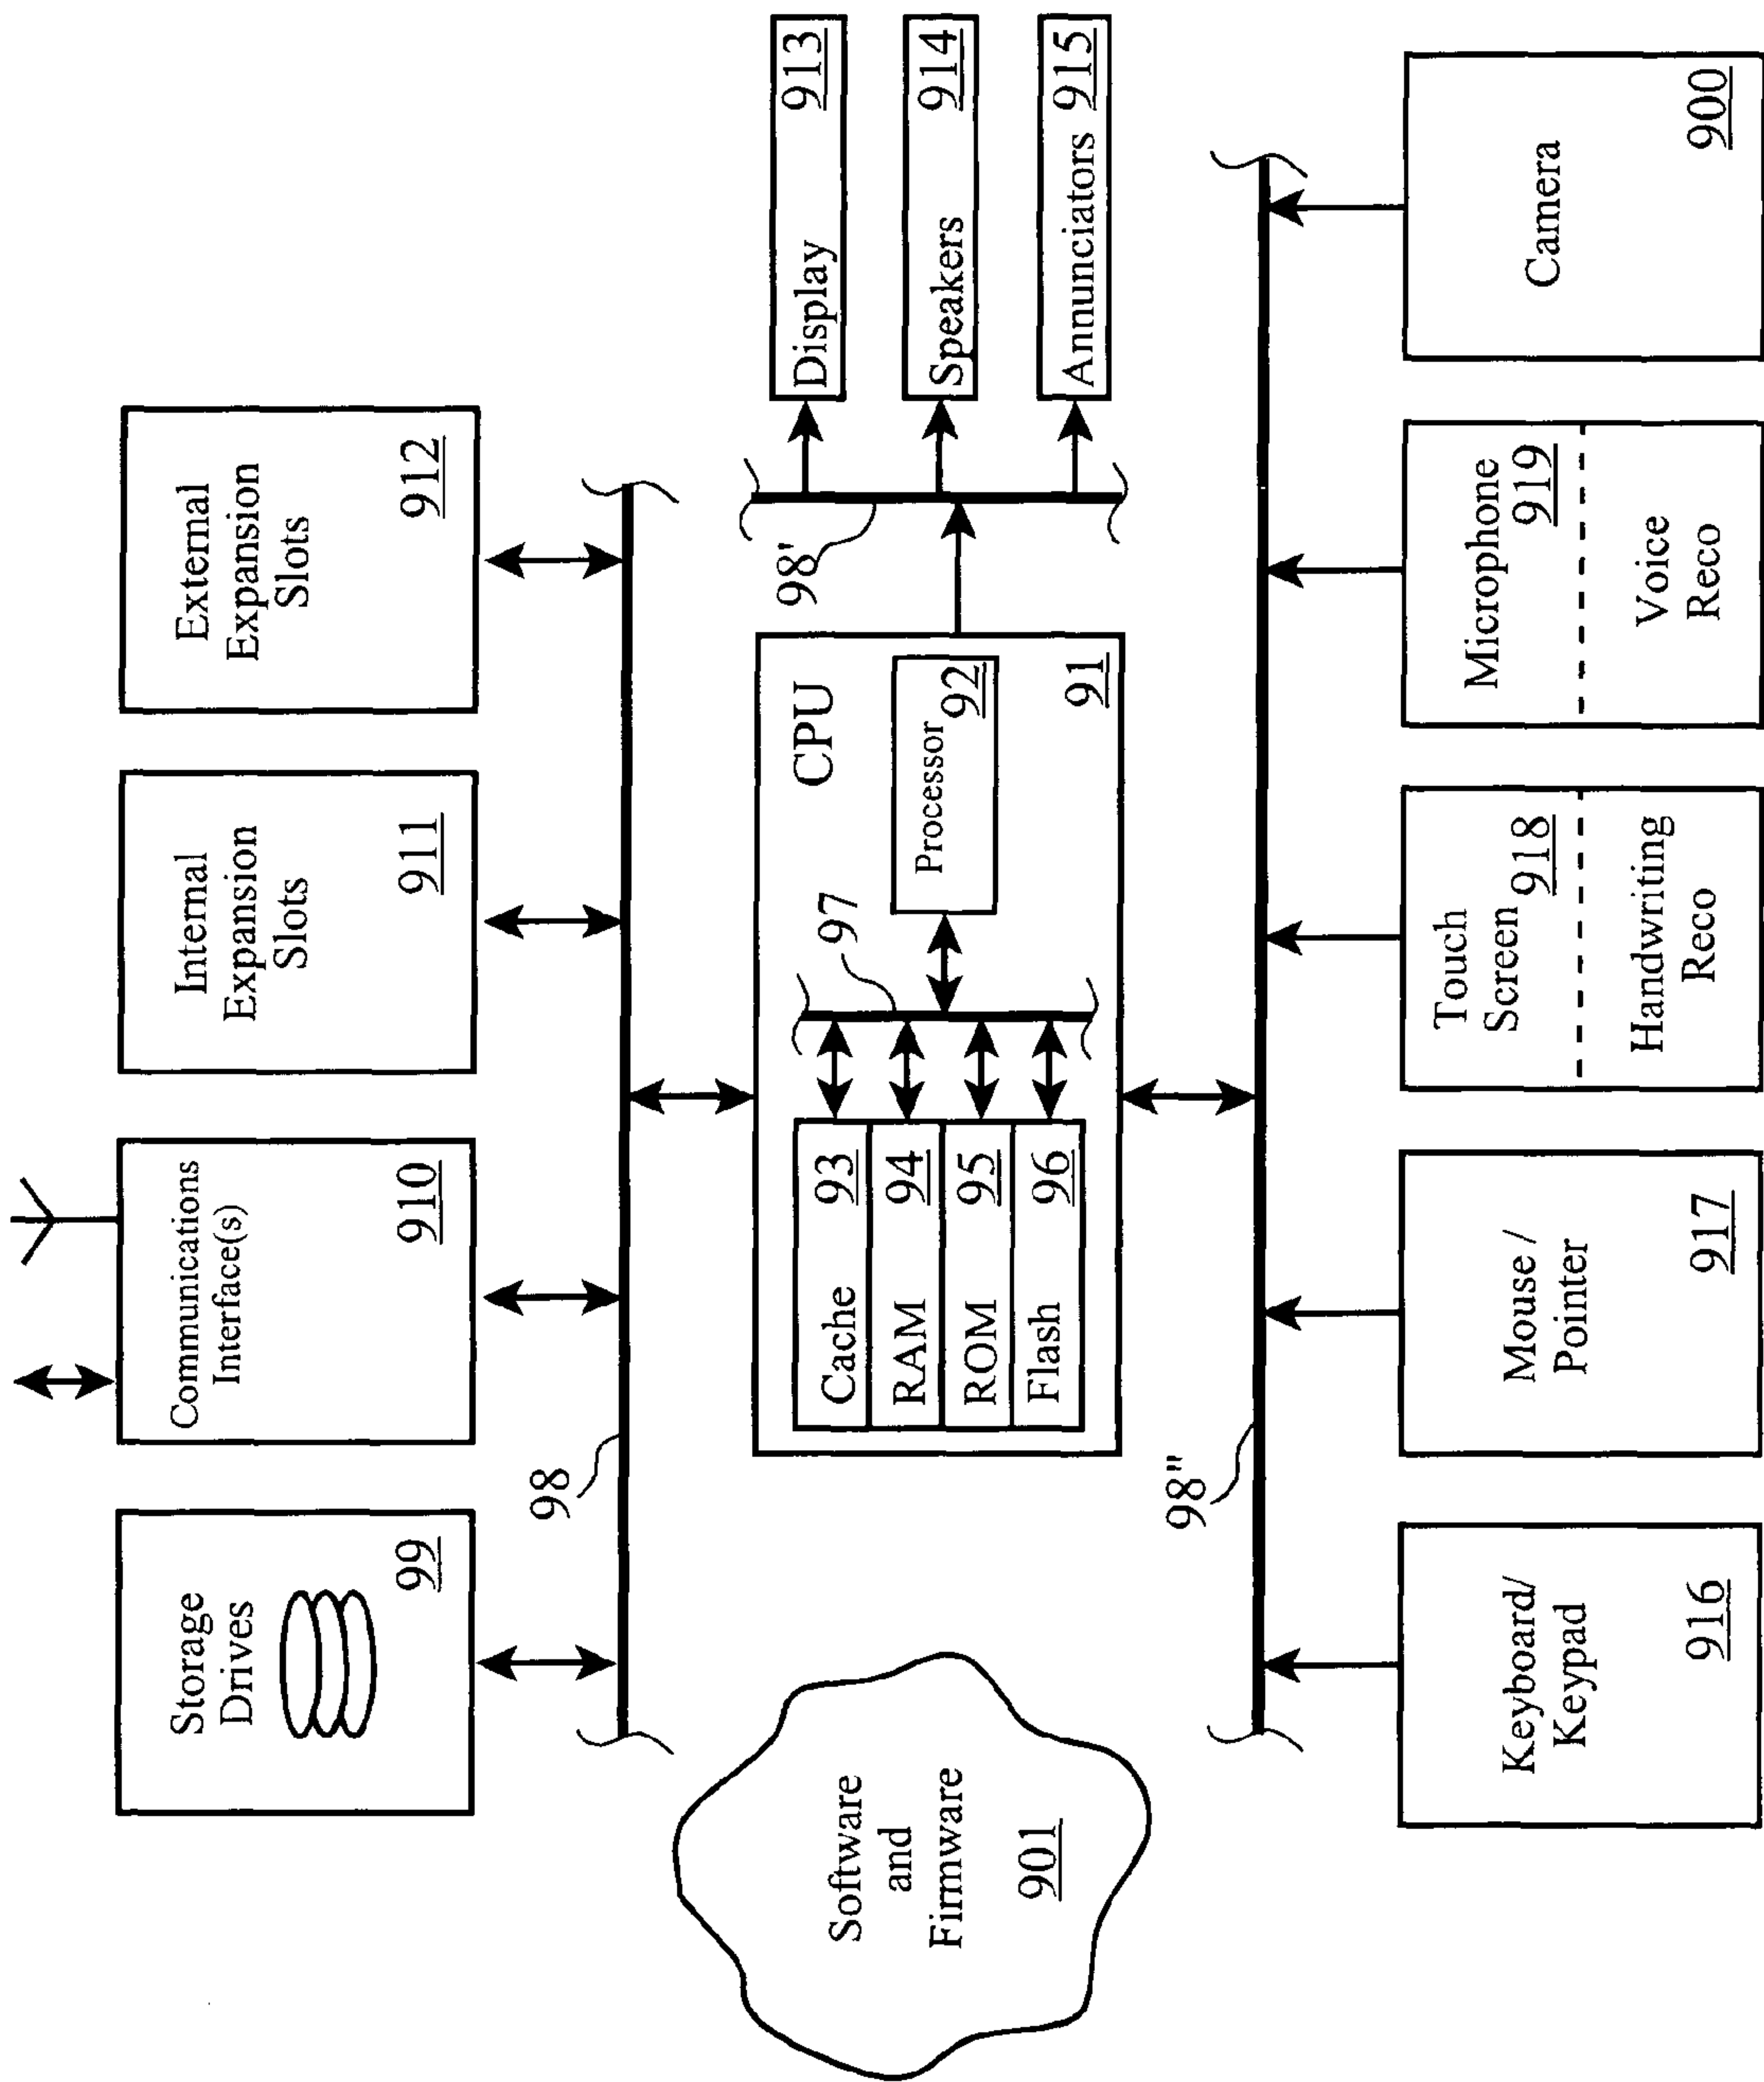 Storage
Drives
99
Communications
Interface(s)
910
Internal
Expansion
Slots
911
External
Expansion
Slots
912
98
Software
and
Firmware
901
CPU
Cache 93
RAM 94
ROM 95
Flash 96
97
Processor
92
91
98'
Display 913
Speakers 914
Annunciators 915
98"
Keyboard/
Keypad
916
Mouse /
Pointer
917
Touch
Screen 918
Handwriting
Reco
Microphone
919
Voice
Reco
Camera
900